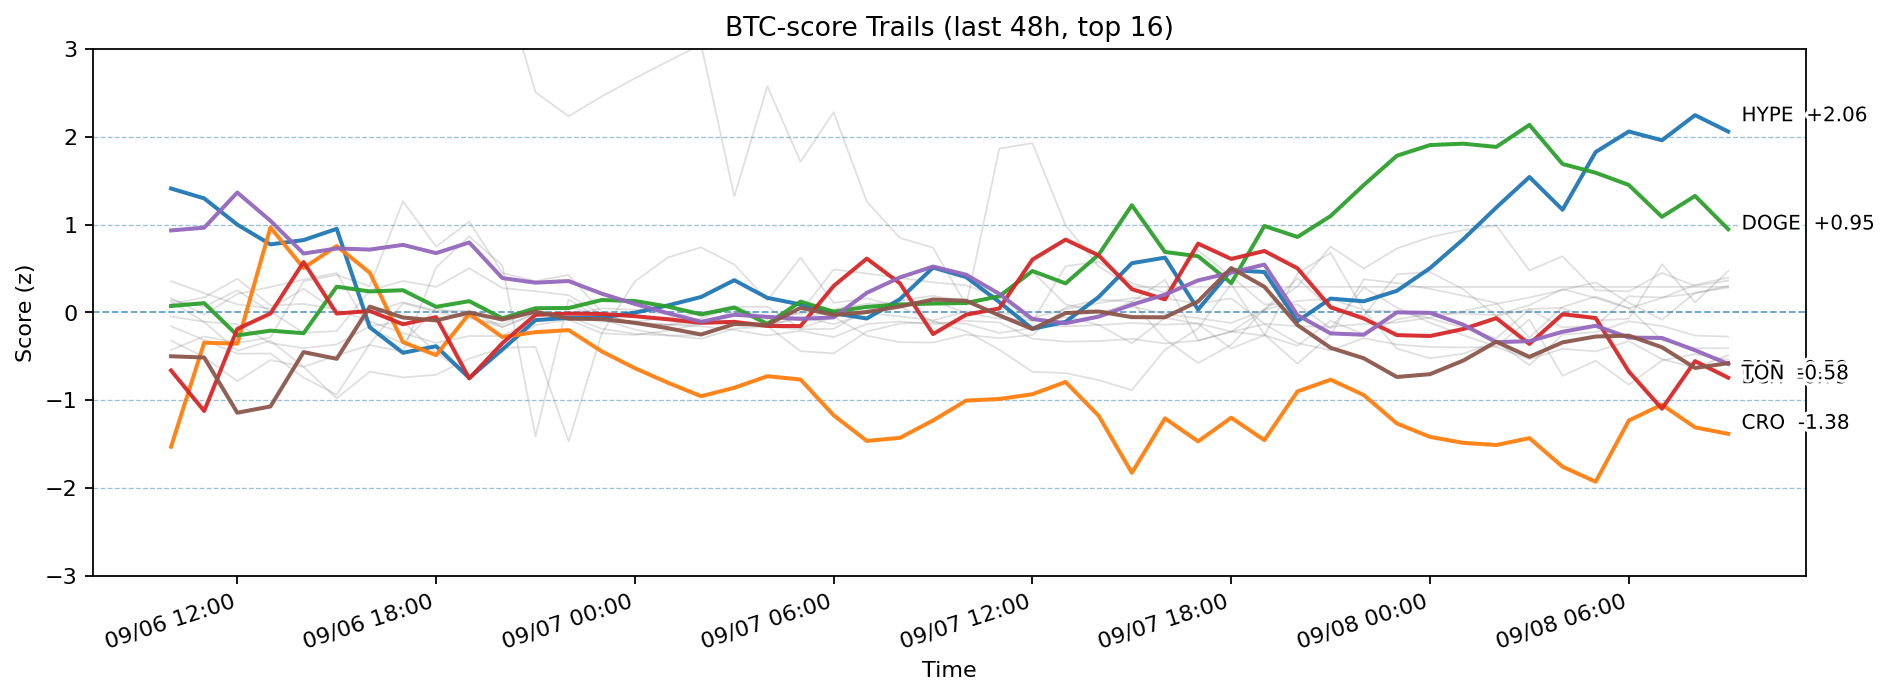 BTC-score Trails (last 48h, top 16)
3
2
1
0
−1
−2
−3
Score (z)
HYPE +2.06
DOGE +0.95
TON -0.58
CRO -1.38
09/06 12:00
09/06 18:00
09/07 00:00
09/07 06:00
09/07 12:00
09/07 18:00
09/08 00:00
09/08 06:00
Time